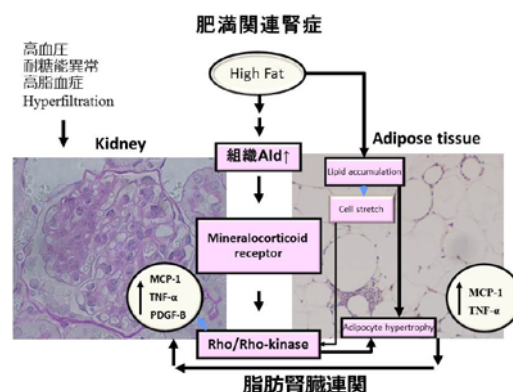 肥満関連腎症
高血圧
耐糖能異常
高脂血症
Hyperfiltration
High Fat
Kidney
Adipose tissue
組織Ald↑
Lipid accumulation
Cell stretch
Mineralocorticoid
receptor
MCP-1
TNF-α
PDGF-B
MCP-1
TNF-α
Rho/Rho-kinase
Adipocyte hypertrothy
脂肪腎臓連関